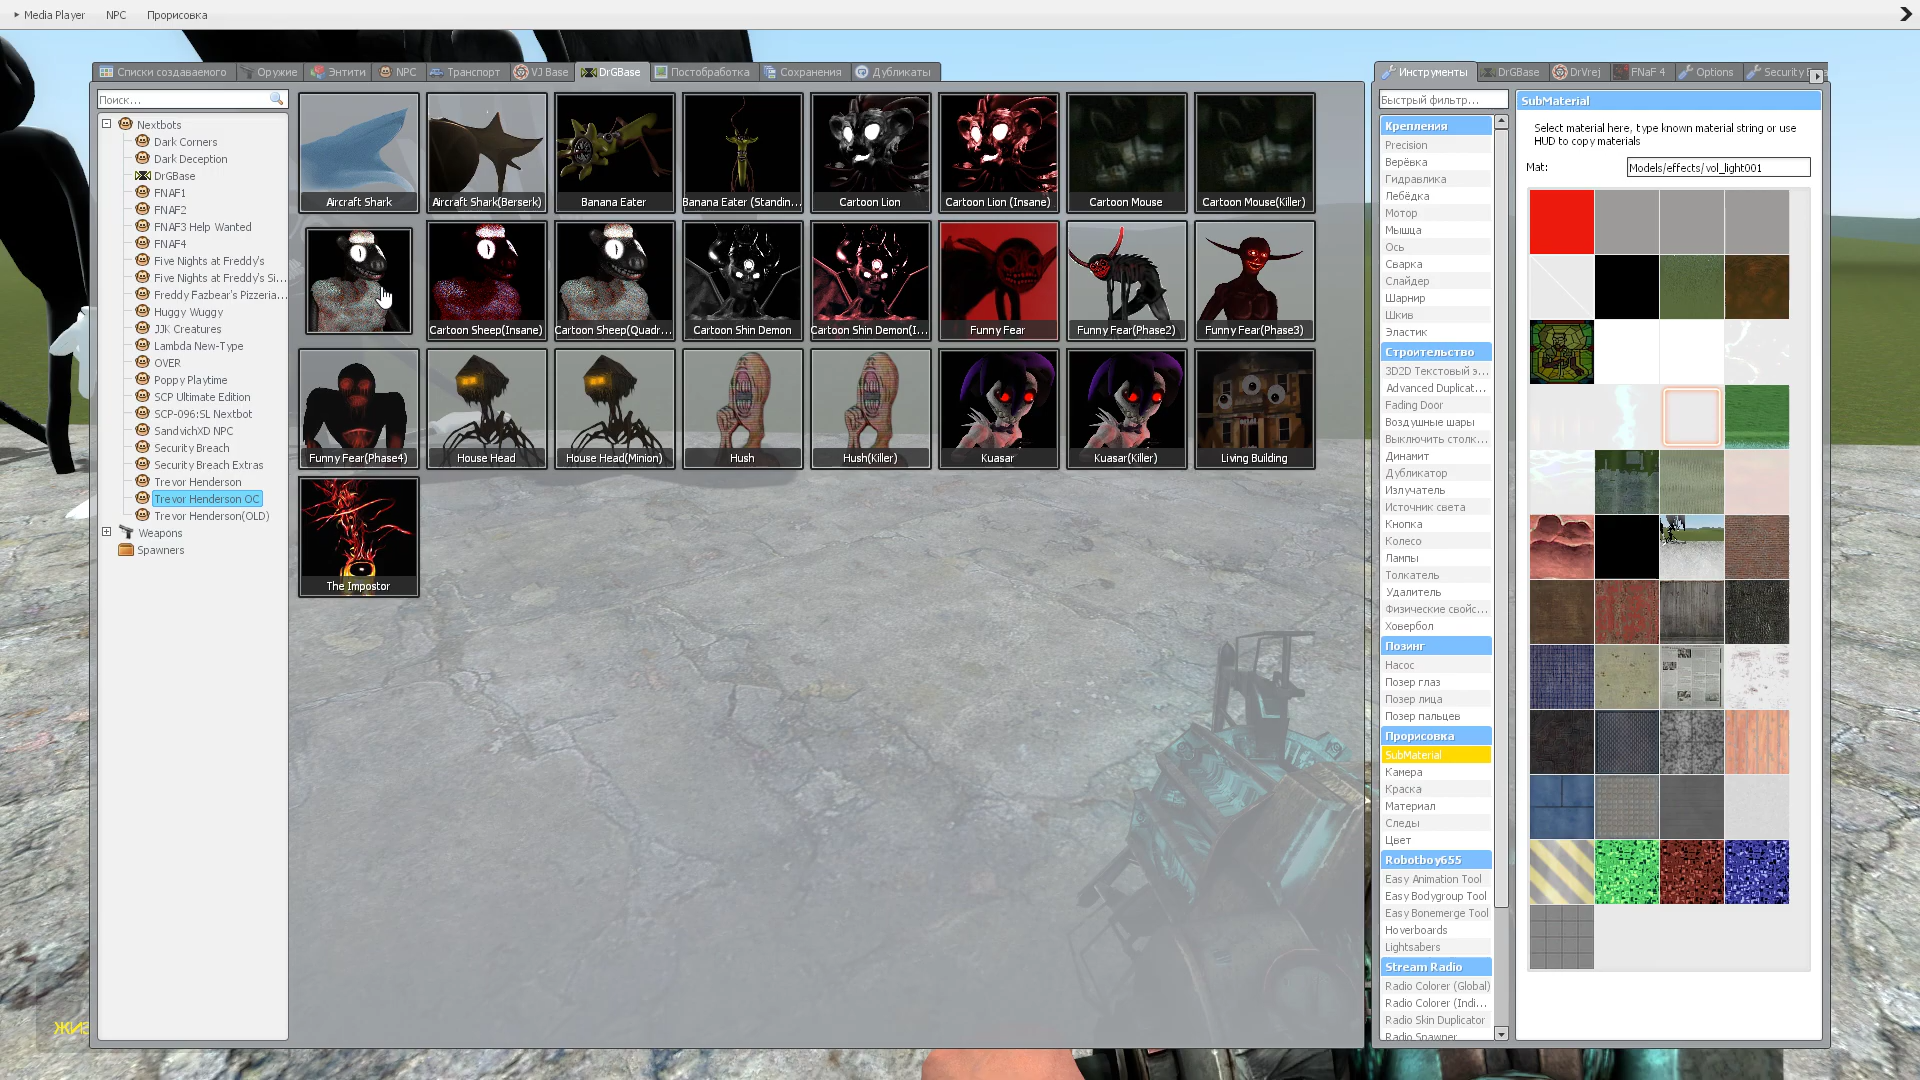 Media Player NPC Прорисовка
Списки создаваемого Оружие Энтити NPC Транспорт VJ Base DrGBase Постобработка Сохранения Дубликаты
Поиск...
Nextbots
Dark Corners
Dark Deception
DrGBase
FNAF1
FNAF2
FNAF3 Help Wanted
FNAF4
Five Nights at Freddy's
Five Nights at Freddy's Si...
Freddy Fazbear's Pizzeria...
Huggy Wuggy
JJK Creatures
Lambda New-Type
OVER
Poppy Playtime
SCP Ultimate Edition
SCP-096:SL Nextbot
SandvichXD NPC
Security Breach
Security Breach Extras
Trevor Henderson
Trevor Henderson OC
Trevor Henderson(OLD)
Weapons
Spawners
Aircraft Shark
Aircraft Shark(Berserk)
Banana Eater
Banana Eater (Standin...
Cartoon Lion
Cartoon Lion (Insane)
Cartoon Mouse
Cartoon Mouse(Killer)
Cartoon Sheep(Insane)
Cartoon Sheep(Quadr...
Cartoon Shin Demon
Cartoon Shin Demon(I...
Funny Fear
Funny Fear(Phase2)
Funny Fear(Phase3)
Funny Fear(Phase4)
House Head
House Head(Minion)
Hush
Hush(Killer)
Kuasar
Kuasar(Killer)
Living Building
The Impostor
Инструменты DrGBase DrVrej FNaF 4 Options Security
Быстрый фильтр...
Крепления
Precision
Верёвка
Гидравлика
Лебёдка
Мотор
Мышца
Ось
Сварка
Слайдер
Шарнир
Шкив
Эластик
Строительство
3D2D Текстовый э...
Advanced Duplicat...
Fading Door
Воздушные шары
Выключить столк...
Динамит
Дубликатор
Излучатель
Источник света
Кнопка
Колесо
Лампы
Толкатель
Удалитель
Физические свойс...
Ховербол
Позинг
Насос
Позер глаз
Позер лица
Позер пальцев
Прорисовка
SubMaterial
Камера
Краска
Материал
Следы
Цвет
Robotboy655
Easy Animation Tool
Easy Bodygroup Tool
Easy Bonemerge Tool
Hoverboards
Lightsabers
Stream Radio
Radio Colorer (Global)
Radio Colorer (Indi...
Radio Skin Duplicator
Radio Spawner
SubMaterial
Select material here, type known material string or use
HUD to copy materials
Mat: Models/effects/vol_light001